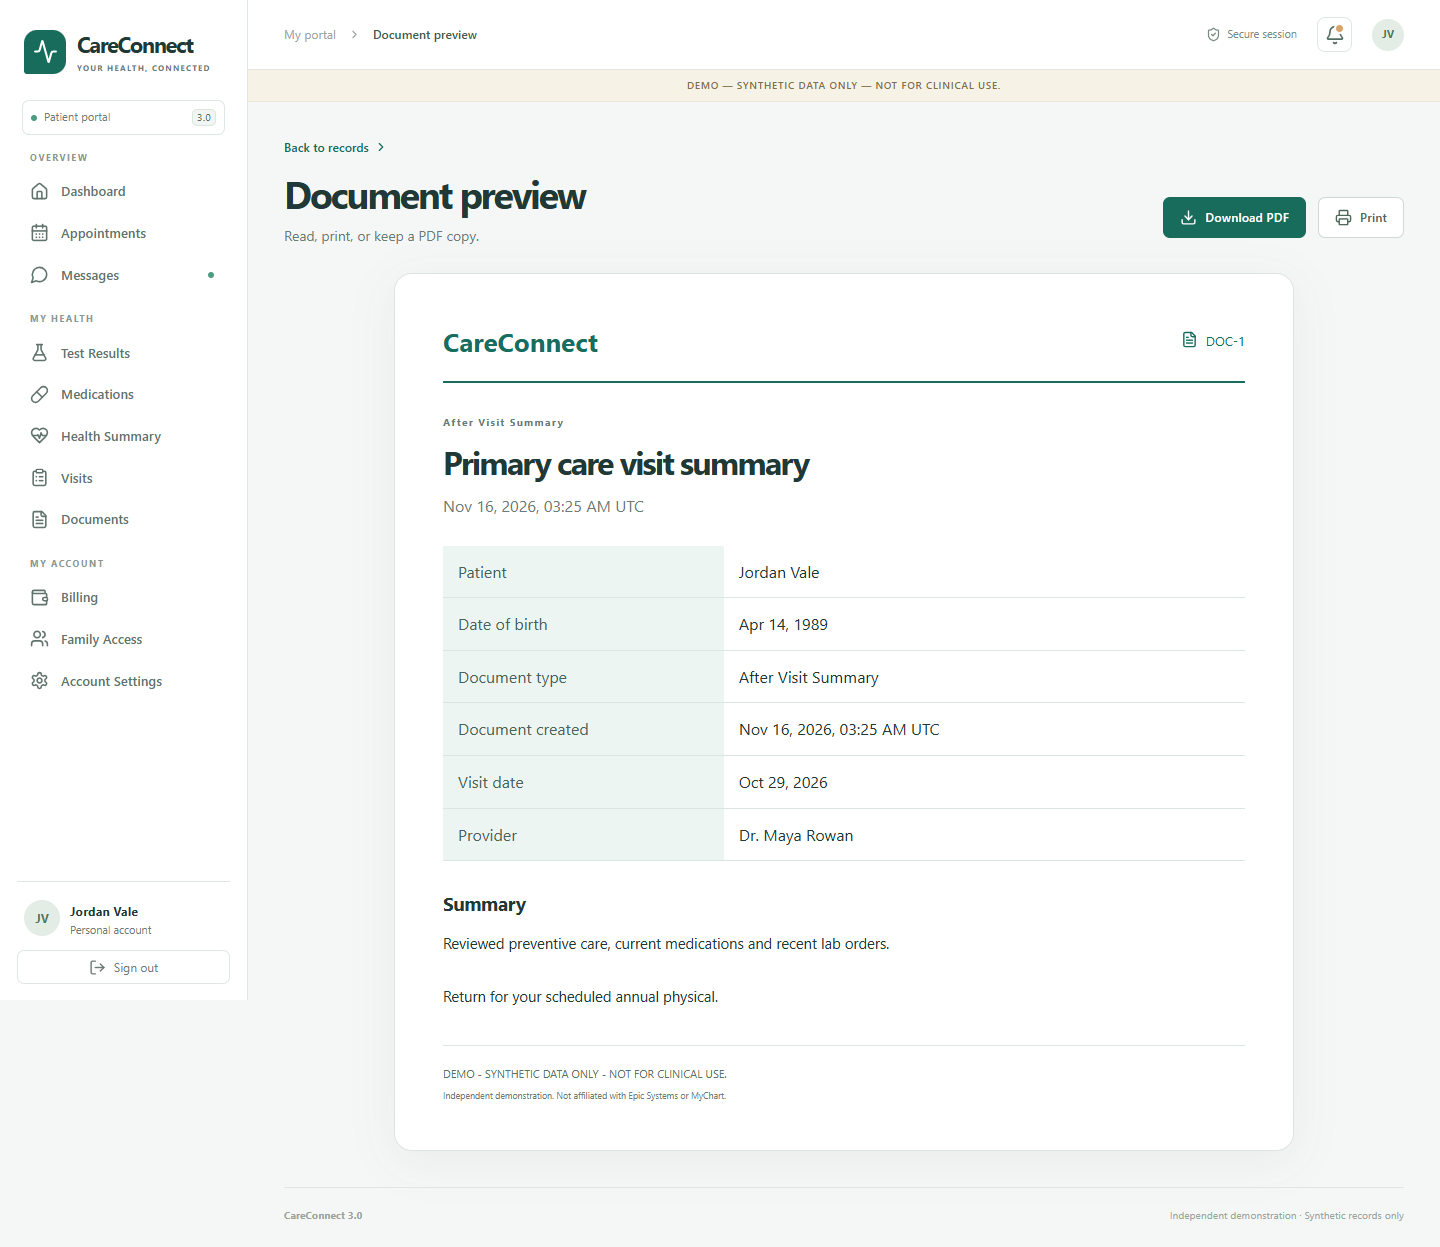 CareConnect
YOUR HEALTH, CONNECTED
Patient portal 3.0
OVERVIEW
Dashboard
Appointments
Messages
MY HEALTH
Test Results
Medications
Health Summary
Visits
Documents
MY ACCOUNT
Billing
Family Access
Account Settings
JV
Jordan Vale
Personal account
Sign out
My portal > Document preview
Secure session
JV
DEMO — SYNTHETIC DATA ONLY — NOT FOR CLINICAL USE.
Back to records
Document preview
Read, print, or keep a PDF copy.
Download PDF
Print
CareConnect
DOC-1
After Visit Summary
Primary care visit summary
Nov 16, 2026, 03:25 AM UTC
Patient Jordan Vale
Date of birth Apr 14, 1989
Document type After Visit Summary
Document created Nov 16, 2026, 03:25 AM UTC
Visit date Oct 29, 2026
Provider Dr. Maya Rowan
Summary
Reviewed preventive care, current medications and recent lab orders.
Return for your scheduled annual physical.
DEMO - SYNTHETIC DATA ONLY - NOT FOR CLINICAL USE.
Independent demonstration. Not affiliated with Epic Systems or MyChart.
CareConnect 3.0
Independent demonstration · Synthetic records only